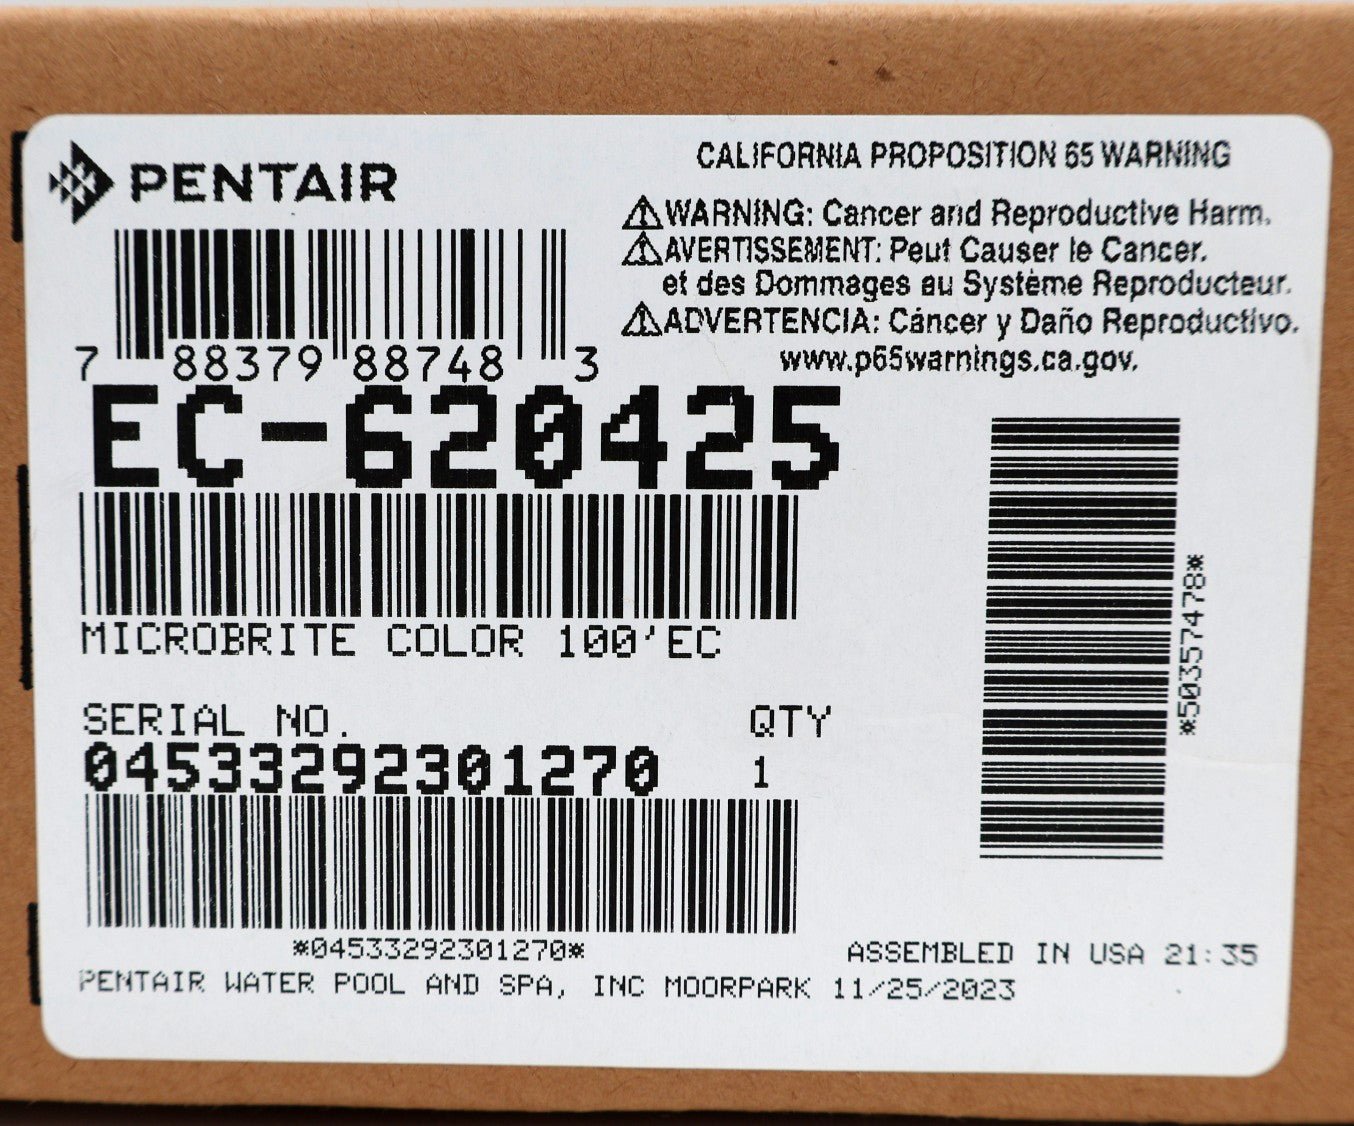 PENTAIR
7 88379 88748 3
CALIFORNIA PROPOSITION 65 WARNING
WARNING: Cancer and Reproductive Harm.
AVERTISSEMENT: Peut Causer le Cancer.
et des Dommages au Système Reproducteur.
ADVERTENCIA: Cáncer y Daño Reproductivo.
www.p65warnings.ca.gov.
EC-620425
MICROBRITE COLOR 100'EC
*50357478*
SERIAL NO. QTY
04533292301270 1
*04533292301270*
ASSEMBLED IN USA 21:35
PENTAIR WATER POOL AND SPA, INC MOORPARK 11/25/2023